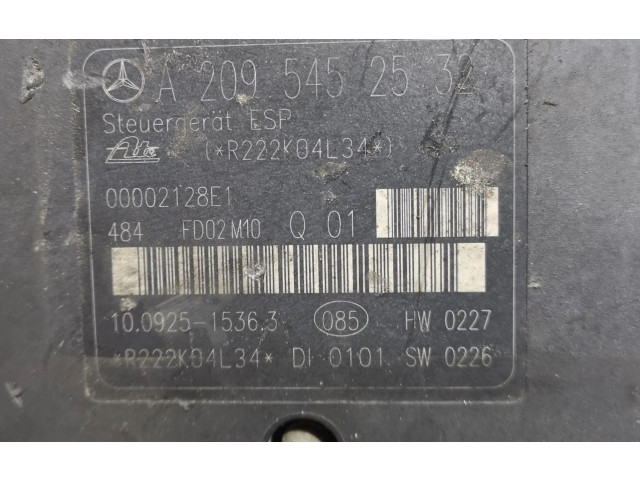 A 209 545 25 32
Steuergerät ESP
Ate (*R222K04L34*)
00002128E1
484 FD02M10 Q 01
10.0925-1536.3 085 HW 0227
*R222K04L34* DI 0101 SW 0226